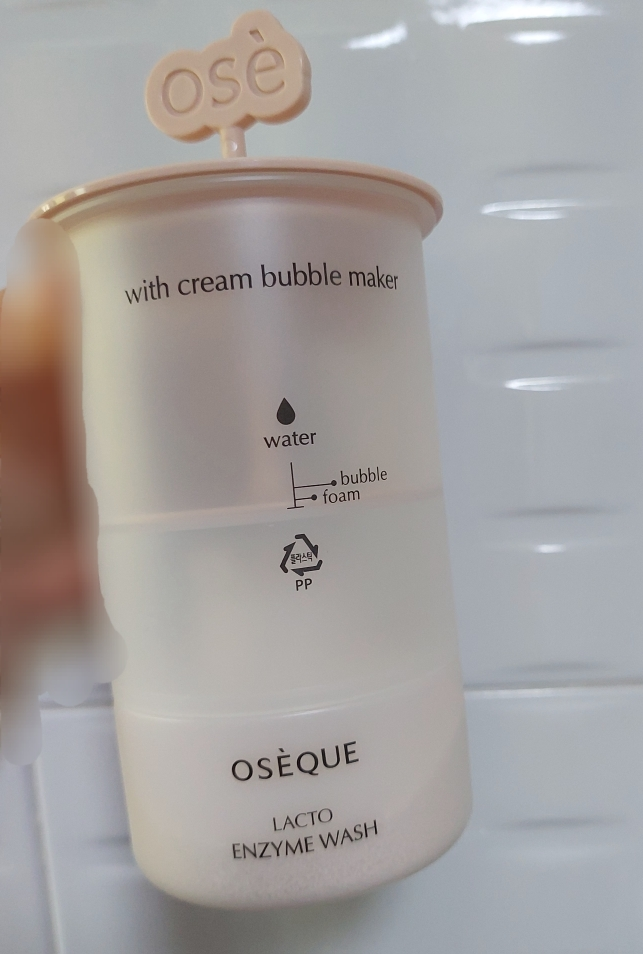 osè
with cream bubble maker
water
bubble
foam
플라스틱
PP
OSÈQUE
LACTO
ENZYME WASH